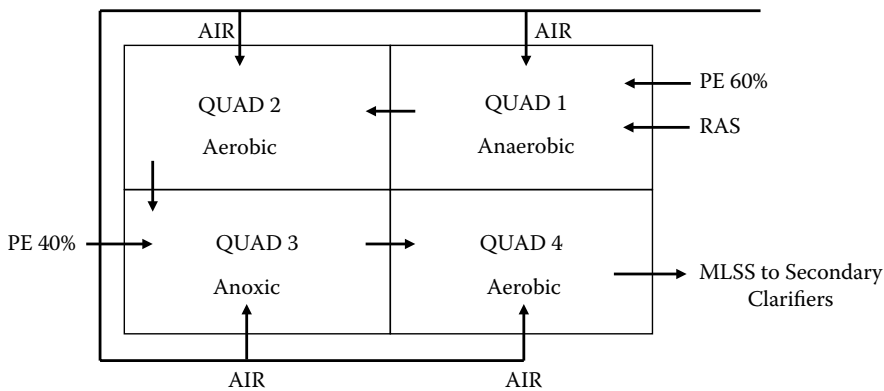 AIR
AIR
QUAD 2
Aerobic
QUAD 1
Anaerobic
PE 60%
RAS
PE 40%
QUAD 3
Anoxic
QUAD 4
Aerobic
MLSS to Secondary
Clarifiers
AIR
AIR